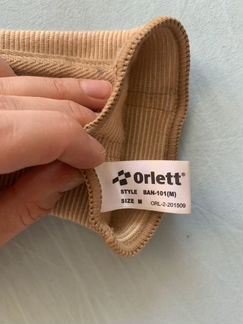 Orlett®
STYLE BAN-101(M)
SIZE M ORL-2-201509